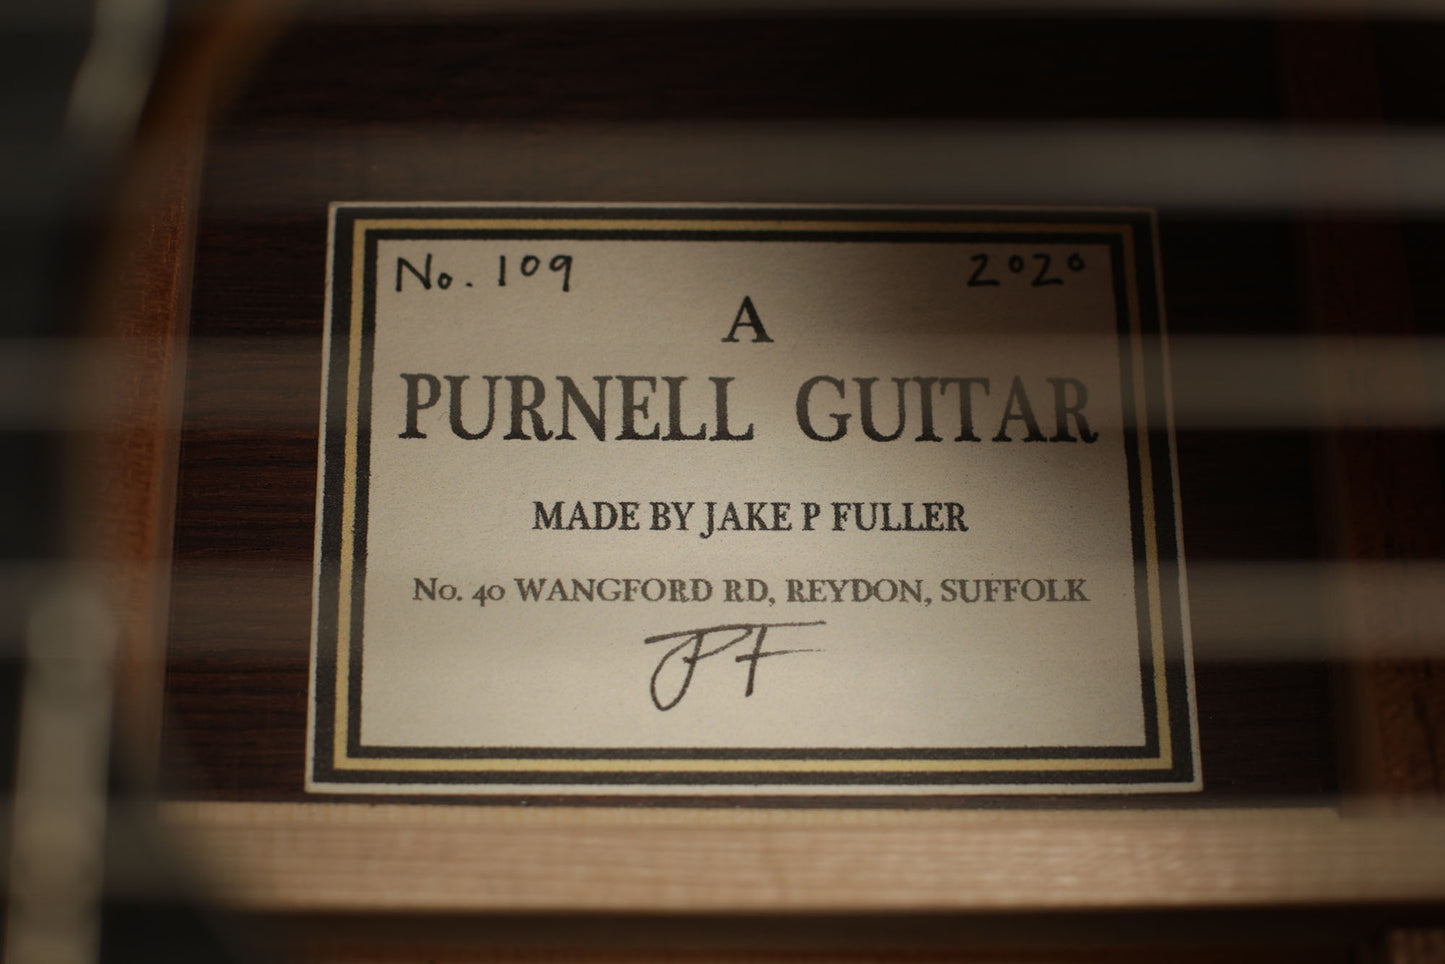 No. 109 2020
A
PURNELL GUITAR
MADE BY JAKE P FULLER
No. 40 WANGFORD RD, REYDON, SUFFOLK
JPF